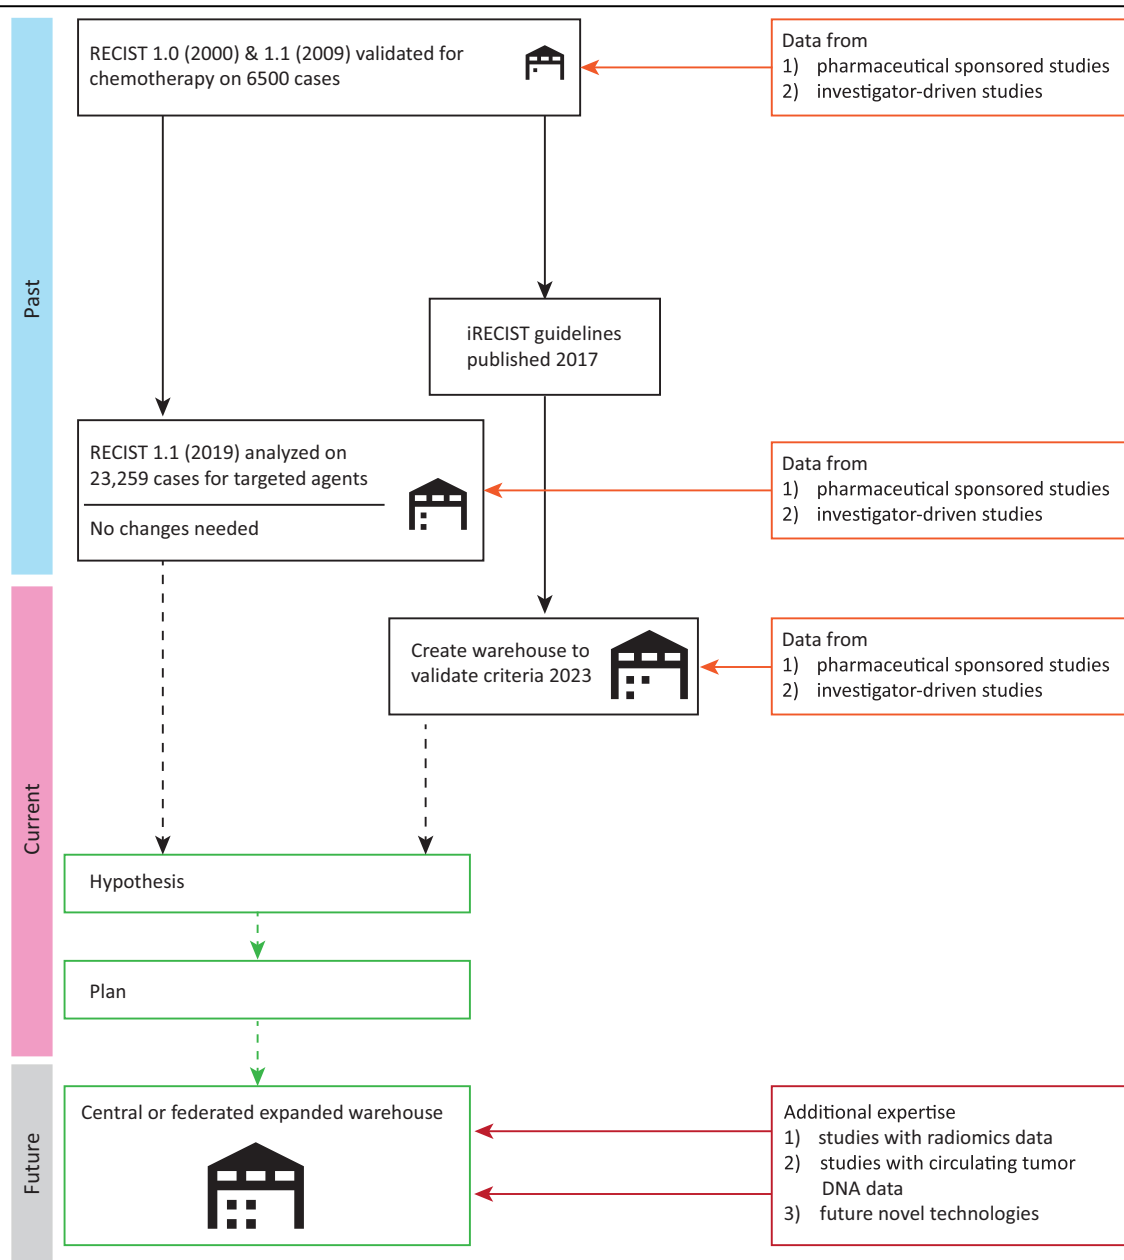 RECIST 1.0 (2000) & 1.1 (2009) validated for
chemotherapy on 6500 cases
Data from
1) pharmaceutical sponsored studies
2) investigator-driven studies
Past
iRECIST guidelines
published 2017
RECIST 1.1 (2019) analyzed on
23,259 cases for targeted agents
No changes needed
Data from
1) pharmaceutical sponsored studies
2) investigator-driven studies
Current
Create warehouse to
validate criteria 2023
Data from
1) pharmaceutical sponsored studies
2) investigator-driven studies
Hypothesis
Plan
Future
Central or federated expanded warehouse
Additional expertise
1) studies with radiomics data
2) studies with circulating tumor
DNA data
3) future novel technologies